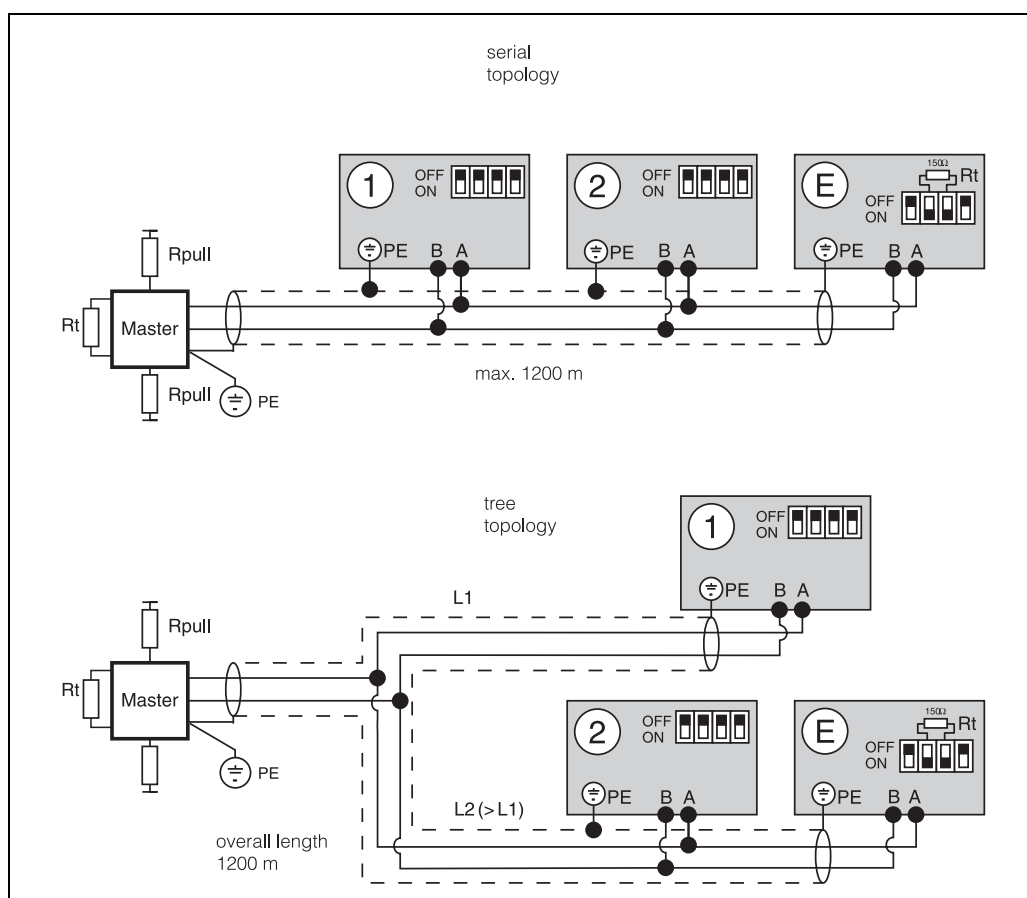 serial
topology
1
OFF
ON
PE B A
2
OFF
ON
PE B A
E
150Ω
Rt
OFF
ON
PE B A
Rpull
Rt
Master
Rpull
PE
max. 1200 m
tree
topology
1
OFF
ON
PE B A
L1
Rpull
Rt
Master
PE
2
OFF
ON
PE B A
E
150Ω
Rt
OFF
ON
PE B A
L2 (>L1)
overall length
1200 m